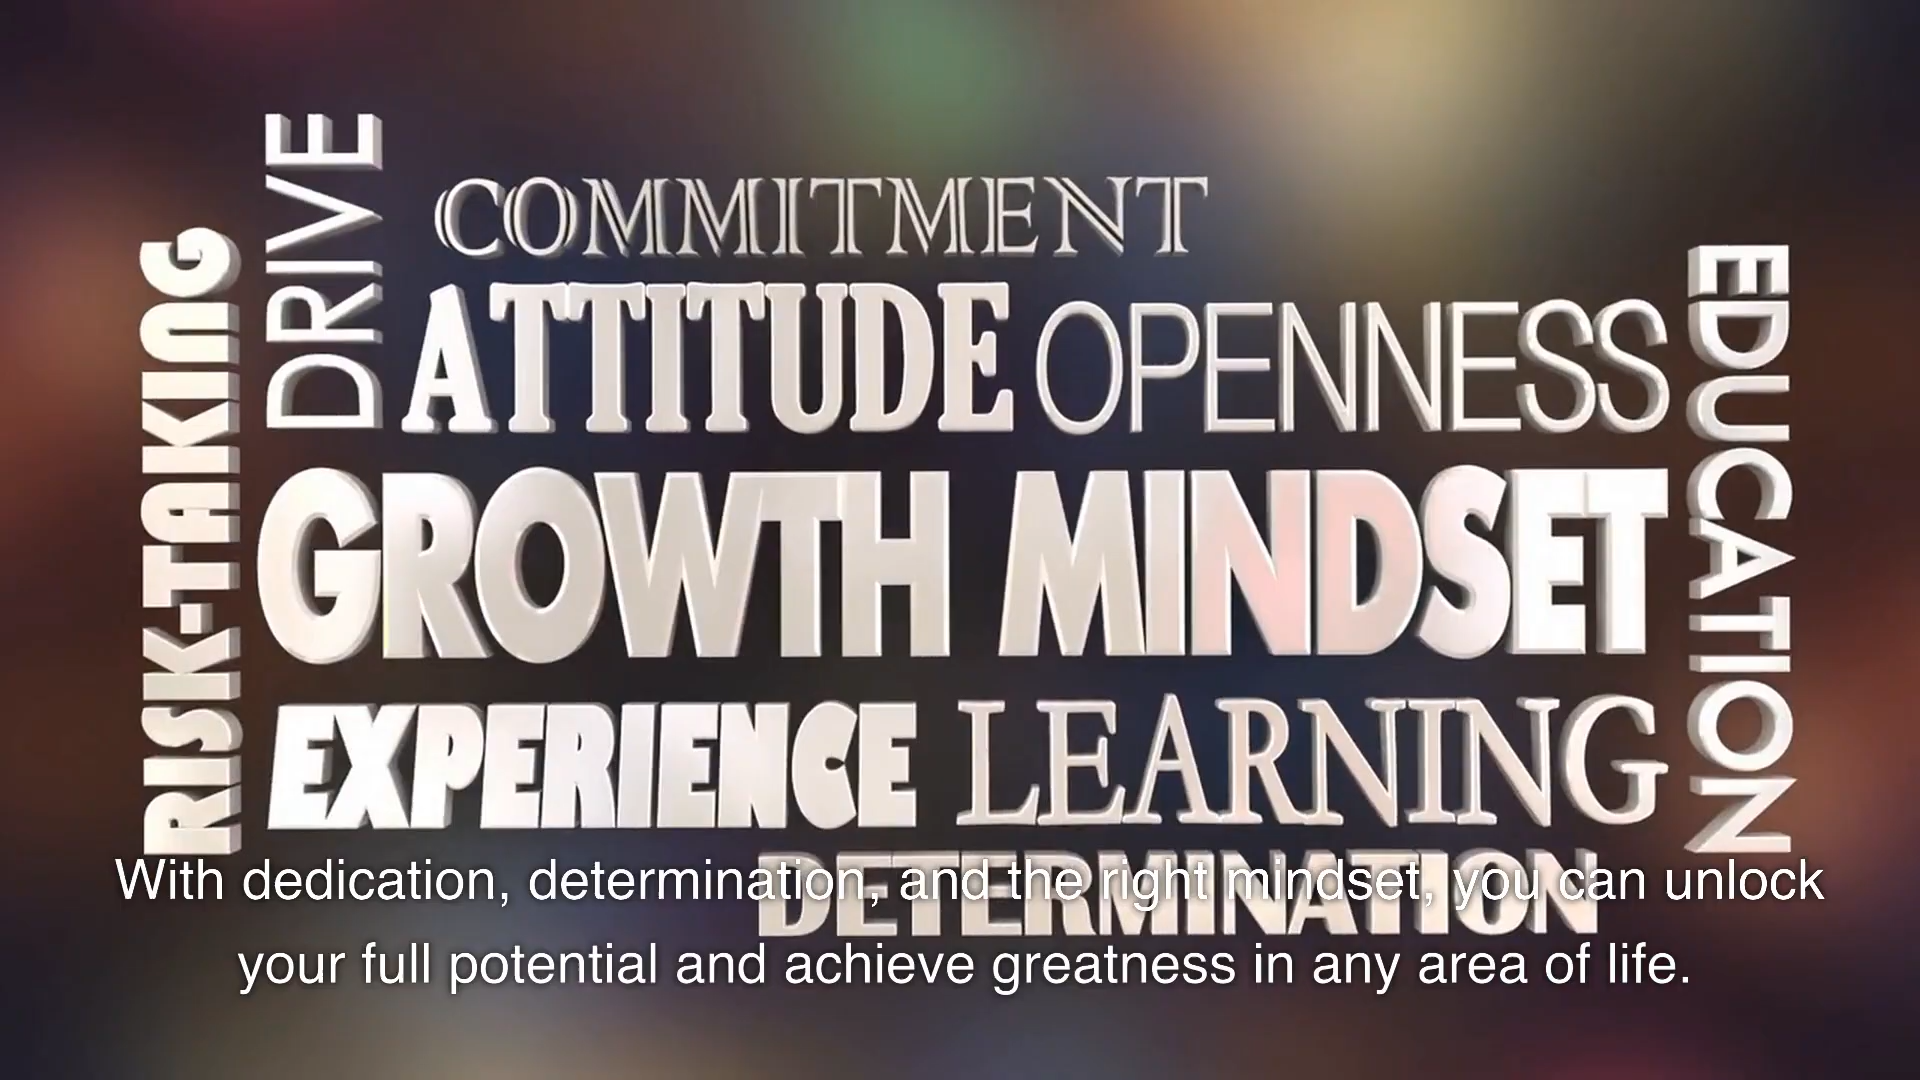 RISK-TAKING
DRIVE
COMMITMENT
ATTITUDE OPENNESS
EDUCATION
GROWTH MINDSET
EXPERIENCE LEARNING
DETERMINATION
With dedication, determination, and the right mindset, you can unlock
your full potential and achieve greatness in any area of life.